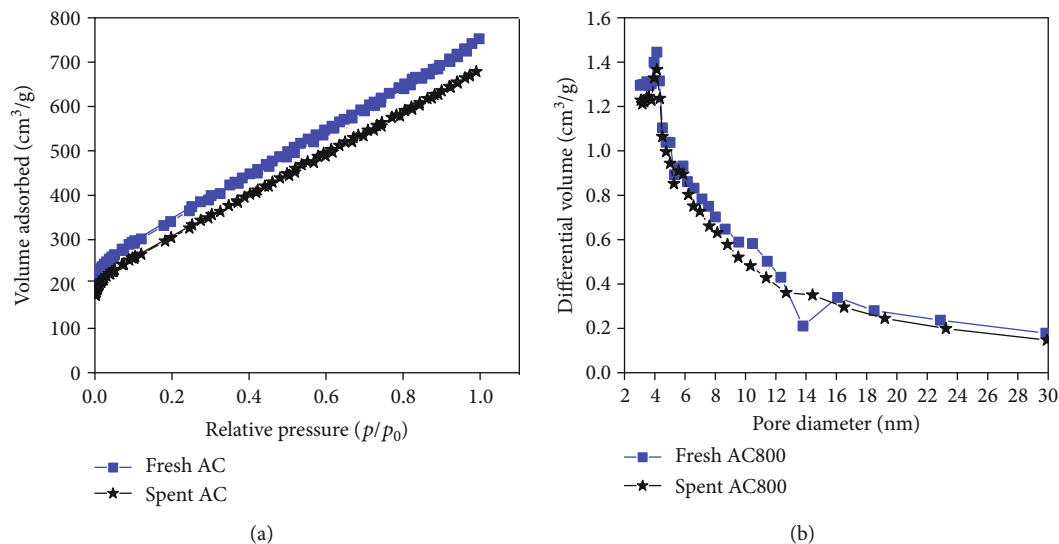 800
700
600
500
400
300
200
100
0
Volume adsorbed (cm³/g)
0.0 0.2 0.4 0.6 0.8 1.0
Relative pressure (p/p₀)
Fresh AC
Spent AC
(a)
1.6
1.4
1.2
1.0
0.8
0.6
0.4
0.2
0.0
Differential volume (cm³/g)
2 4 6 8 10 12 14 16 18 20 22 24 26 28 30
Pore diameter (nm)
Fresh AC800
Spent AC800
(b)